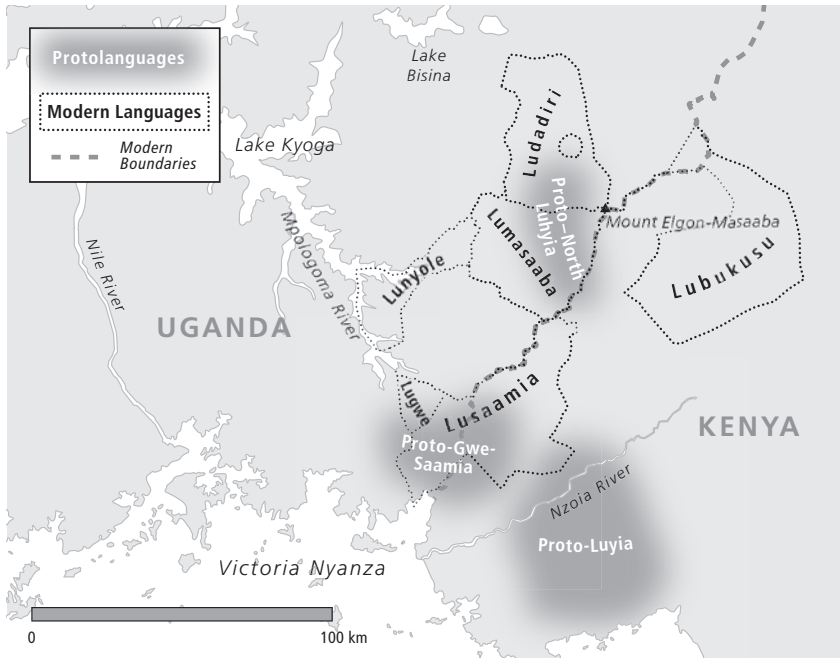 Protolanguages
Modern Languages
Modern
Boundaries
Lake
Bisina
Lake Kyoga
Ludadiri
Proto–North
Luhyia
Mount Elgon-Masaaba
Lumasaaba
Lubukusu
Nile River
Mpologoma River
Lunyole
UGANDA
Lugwe
Lusaamia
KENYA
Proto-Gwe-
Saamia
Nzoia River
Proto-Luyia
Victoria Nyanza
0
100 km